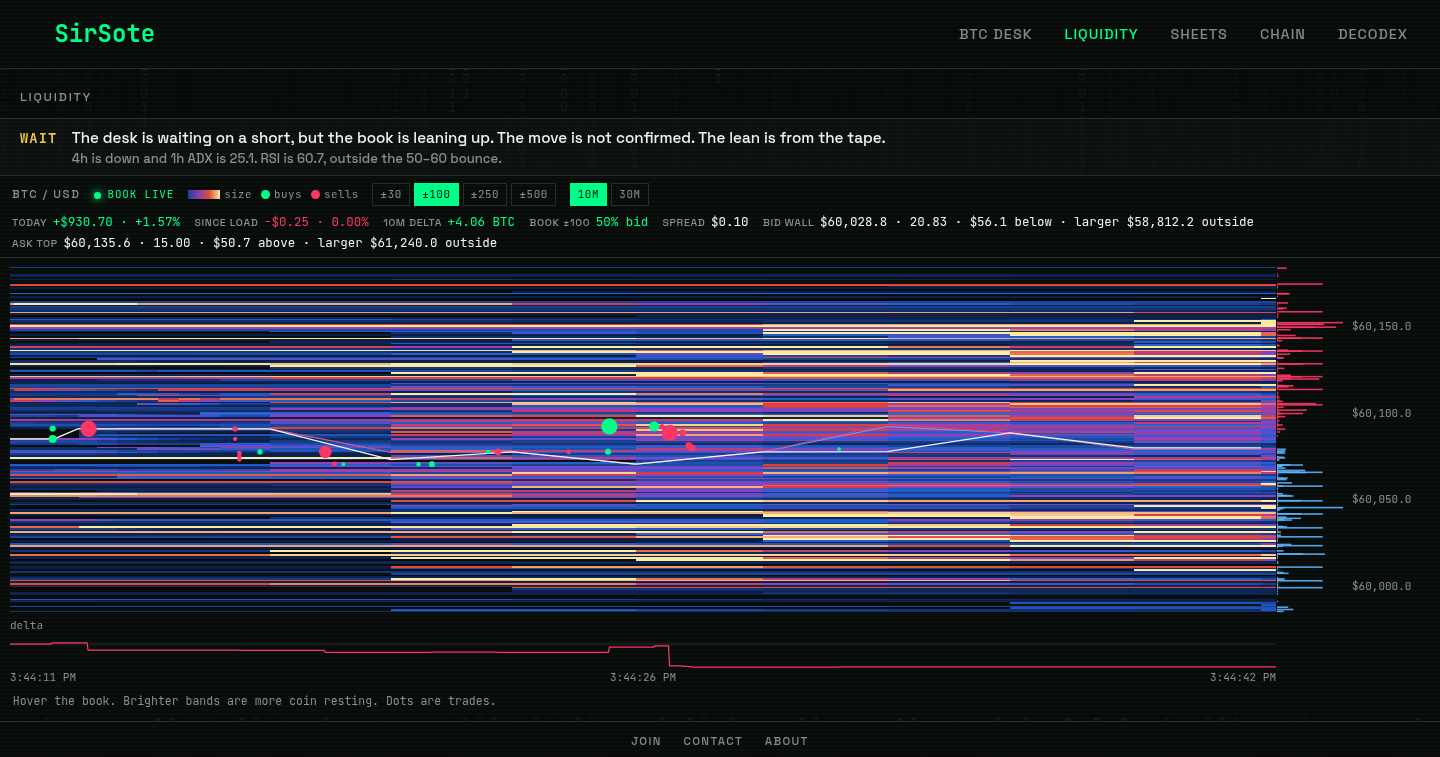 SirSote
BTC DESK LIQUIDITY SHEETS CHAIN DECODEX
LIQUIDITY
WAIT The desk is waiting on a short, but the book is leaning up. The move is not confirmed. The lean is from the tape.
4h is down and 1h ADX is 25.1. RSI is 60.7, outside the 50–60 bounce.
BTC / USD BOOK LIVE size buys sells ±30 ±100 ±250 ±500 10M 30M
TODAY +$930.70 · +1.57% SINCE LOAD -$0.25 · 0.00% 10M DELTA +4.06 BTC BOOK ±100 50% bid SPREAD $0.10 BID WALL $60,028.8 · 20.83 · $56.1 below · larger $58,812.2 outside
ASK TOP $60,135.6 · 15.00 · $50.7 above · larger $61,240.0 outside
$60,150.0
$60,100.0
$60,050.0
$60,000.0
delta
3:44:11 PM 3:44:26 PM 3:44:42 PM
Hover the book. Brighter bands are more coin resting. Dots are trades.
JOIN CONTACT ABOUT